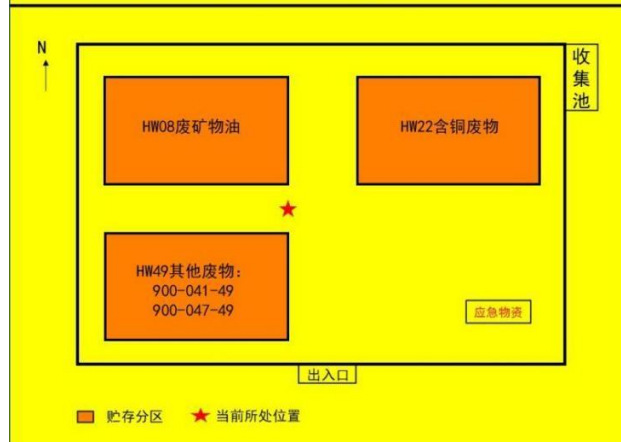 N
收集池
HW08废矿物油
HW22含铜废物
HW49其他废物：
900-041-49
900-047-49
应急物资
出入口
贮存分区
当前所处位置